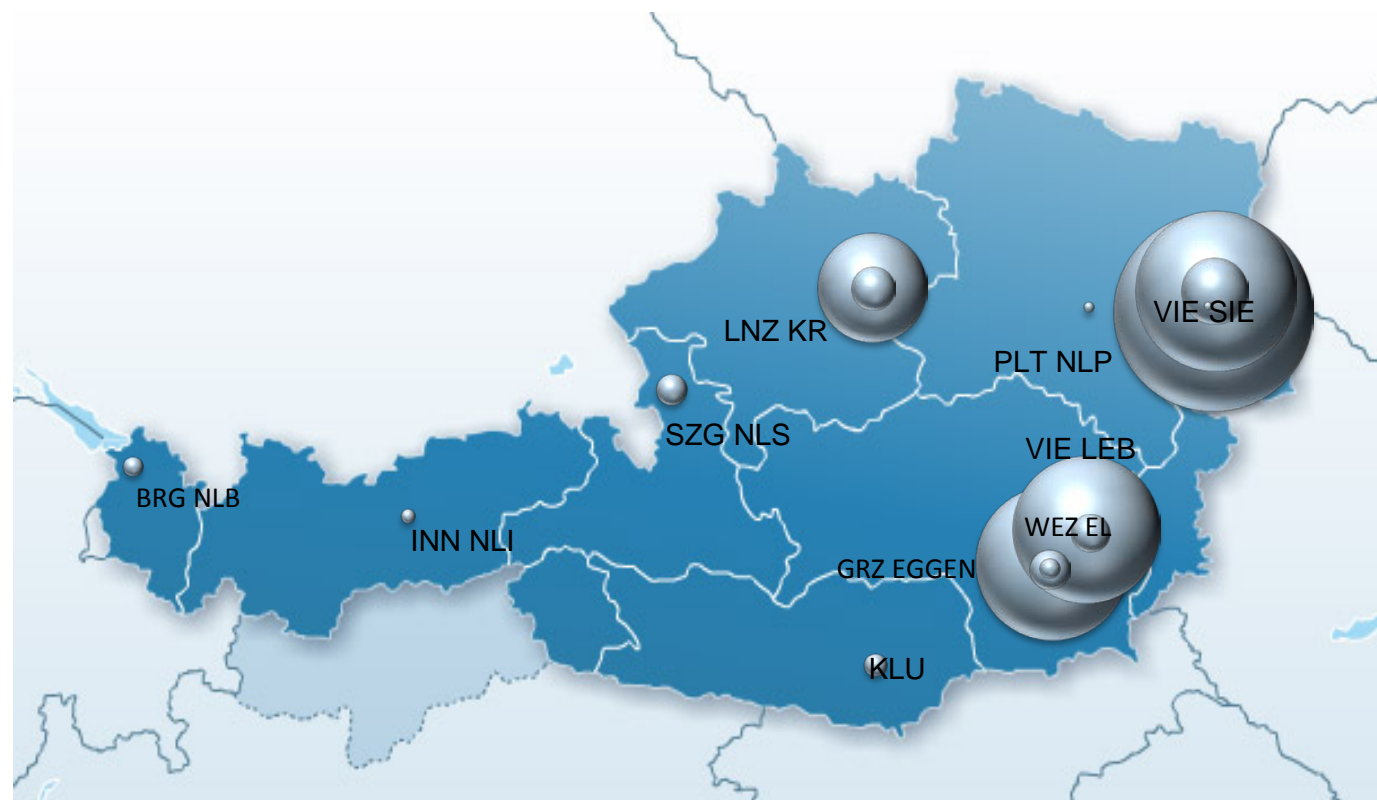 VIE SIE
LNZ KR
PLT NLP
SZG NLS
VIE LEB
BRG NLB
WEZ EL
INN NLI
GRZ EGGEN
KLU